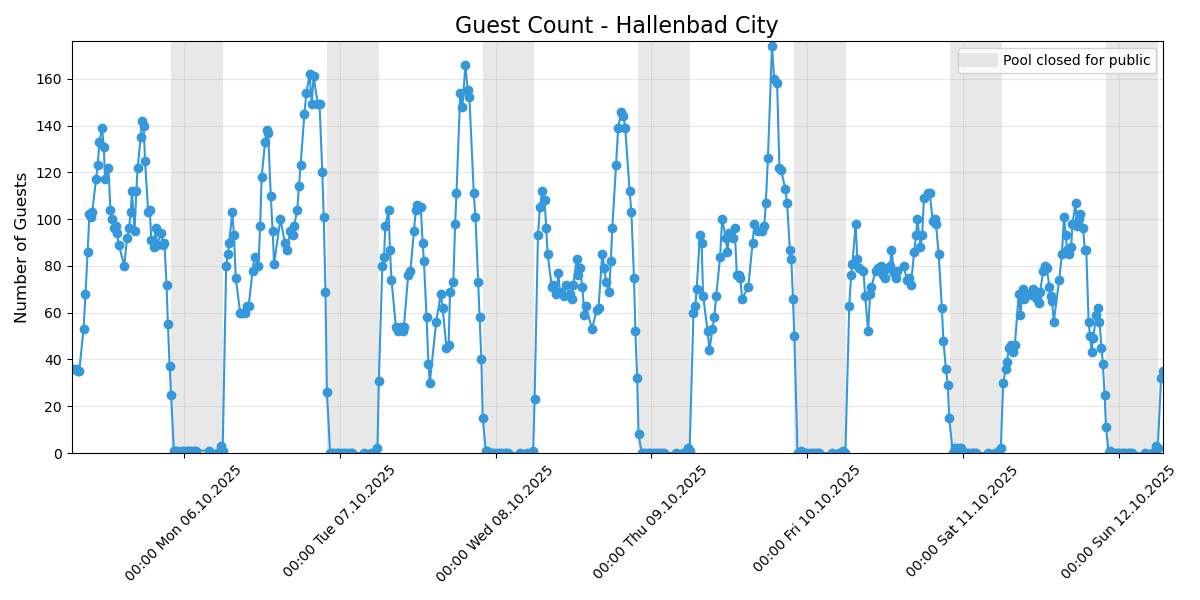 Guest Count - Hallenbad City
Pool closed for public
Number of Guests
160
140
120
100
80
60
40
20
0
00:00 Mon 06.10.2025
00:00 Tue 07.10.2025
00:00 Wed 08.10.2025
00:00 Thu 09.10.2025
00:00 Fri 10.10.2025
00:00 Sat 11.10.2025
00:00 Sun 12.10.2025